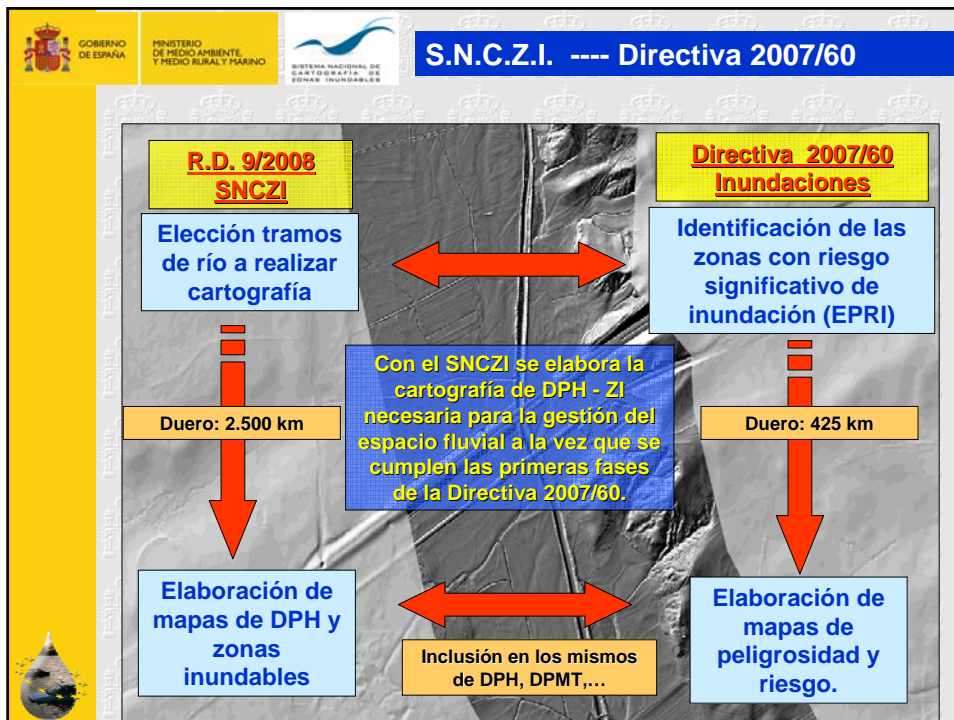 GOBIERNO
DE ESPAÑA
MINISTERIO
DE MEDIO AMBIENTE,
Y MEDIO RURAL Y MARINO
SISTEMA NACIONAL DE
CARTOGRAFÍA DE
ZONAS INUNDABLES
S.N.C.Z.I. ---- Directiva 2007/60
R.D. 9/2008
SNCZI
Elección tramos
de río a realizar
cartografía
Directiva 2007/60
Inundaciones
Identificación de las
zonas con riesgo
significativo de
inundación (EPRI)
Con el SNCZI se elabora la
cartografía de DPH - ZI
necesaria para la gestión del
espacio fluvial a la vez que se
cumplen las primeras fases
de la Directiva 2007/60.
Duero: 2.500 km
Duero: 425 km
Elaboración de
mapas de DPH y
zonas
inundables
Inclusión en los mismos
de DPH, DPMT,...
Elaboración de
mapas de
peligrosidad y
riesgo.